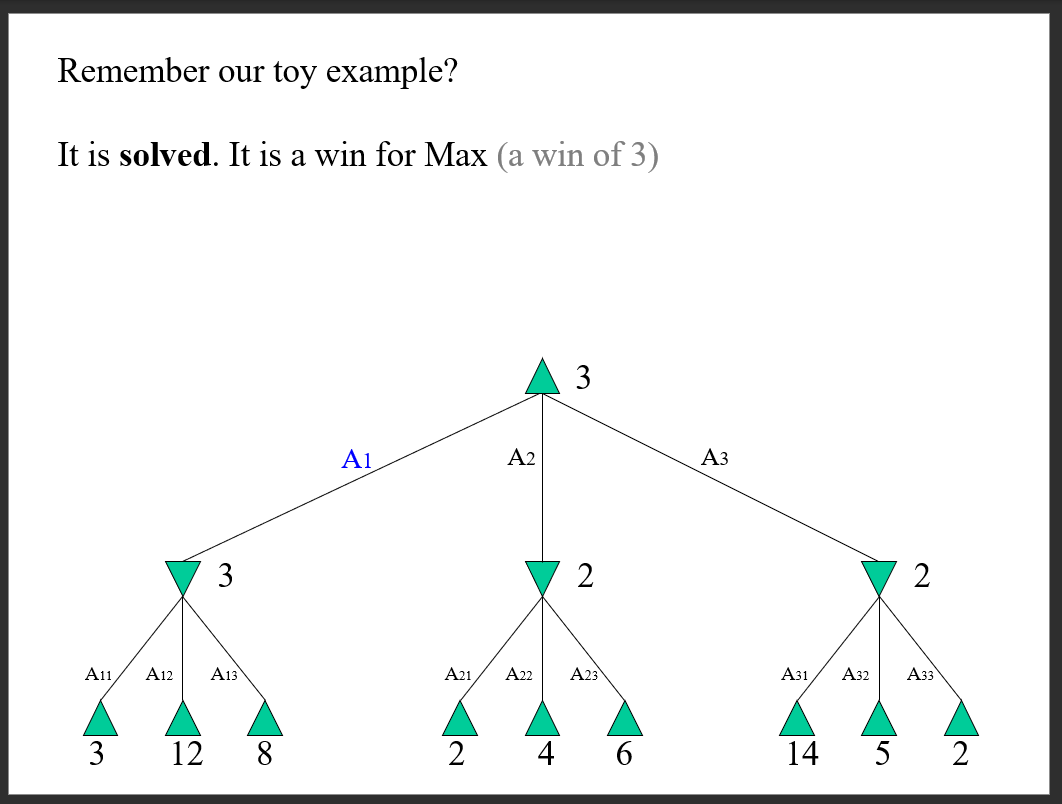 Remember our toy example?
It is solved. It is a win for Max (a win of 3)
3
A1 A2 A3
3 2 2
A11 A12 A13 A21 A22 A23 A31 A32 A33
3 12 8 2 4 6 14 5 2